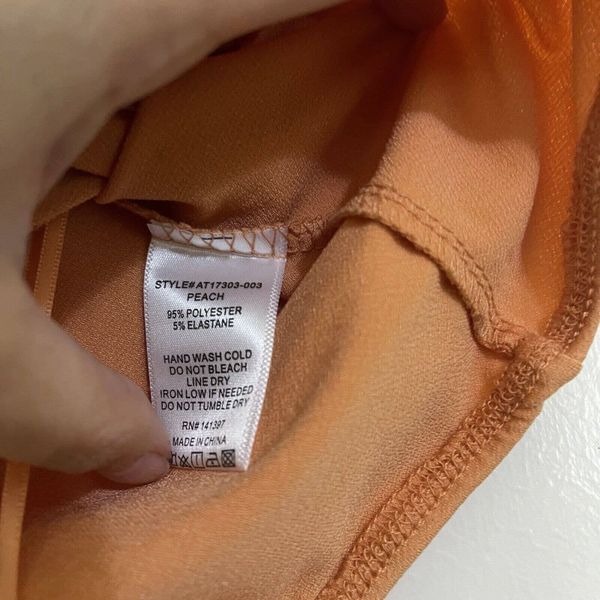 STYLE# AT17303-003
PEACH
95% POLYESTER
5% ELASTANE
HAND WASH COLD
DO NOT BLEACH
LINE DRY
IRON LOW IF NEEDED
DO NOT TUMBLE DRY
RN# 141397
MADE IN CHINA